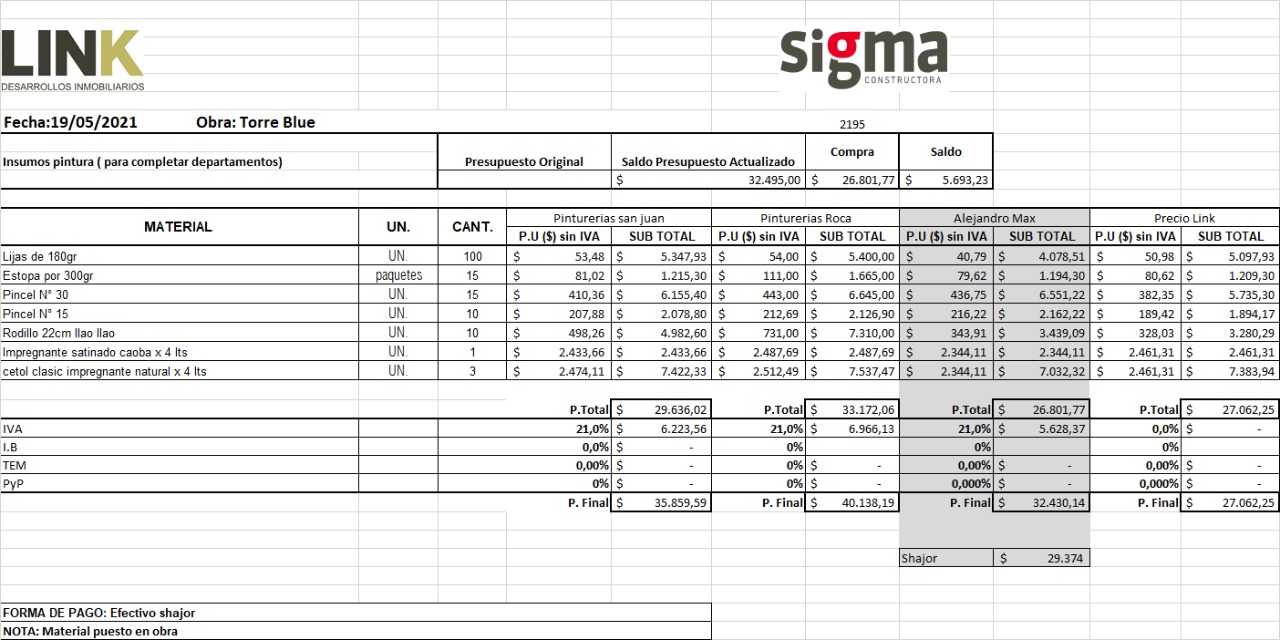 LINK
DESARROLLOS INMOBILIARIOS
sigma
CONSTRUCTORA
Fecha:19/05/2021 Obra: Torre Blue 2195
Insumos pintura ( para completar departamentos) Presupuesto Original Saldo Presupuesto Actualizado Compra Saldo
$ 32.495,00 $ 26.801,77 $ 5.693,23
MATERIAL UN. CANT. Pinturerias san juan Pinturerias Roca Alejandro Max Precio Link
P.U ($) sin IVA SUB TOTAL P.U ($) sin IVA SUB TOTAL P.U ($) sin IVA SUB TOTAL P.U ($) sin IVA SUB TOTAL
Lijas de 180gr UN. 100 $ 53,48 $ 5.347,93 $ 54,00 $ 5.400,00 $ 40,79 $ 4.078,51 $ 50,98 $ 5.097,93
Estopa por 300gr paquetes 15 $ 81,02 $ 1.215,30 $ 111,00 $ 1.665,00 $ 79,62 $ 1.194,30 $ 80,62 $ 1.209,30
Pincel N° 30 UN. 15 $ 410,36 $ 6.155,40 $ 443,00 $ 6.645,00 $ 436,75 $ 6.551,22 $ 382,35 $ 5.735,30
Pincel N° 15 UN. 10 $ 207,88 $ 2.078,80 $ 212,69 $ 2.126,90 $ 216,22 $ 2.162,22 $ 189,42 $ 1.894,17
Rodillo 22cm llao llao UN. 10 $ 498,26 $ 4.982,60 $ 731,00 $ 7.310,00 $ 343,91 $ 3.439,09 $ 328,03 $ 3.280,29
Impregnante satinado caoba x 4 lts UN. 1 $ 2.433,66 $ 2.433,66 $ 2.487,69 $ 2.487,69 $ 2.344,11 $ 2.344,11 $ 2.461,31 $ 2.461,31
cetol clasic impregnante natural x 4 lts UN. 3 $ 2.474,11 $ 7.422,33 $ 2.512,49 $ 7.537,47 $ 2.344,11 $ 7.032,32 $ 2.461,31 $ 7.383,94
P.Total $ 29.636,02 P.Total $ 33.172,06 P.Total $ 26.801,77 P.Total $ 27.062,25
IVA 21,0% $ 6.223,56 21,0% $ 6.966,13 21,0% $ 5.628,37 0,0% $ -
I.B 0,0% $ - 0% 0% 0%
TEM 0,00% $ - 0% $ - 0,00% $ - 0,00% $ -
PyP 0% $ - 0% $ - 0,000% $ - 0,000% $ -
P. Final $ 35.859,59 P. Final $ 40.138,19 P. Final $ 32.430,14 P. Final $ 27.062,25
Shajor $ 29.374
FORMA DE PAGO: Efectivo shajor
NOTA: Material puesto en obra